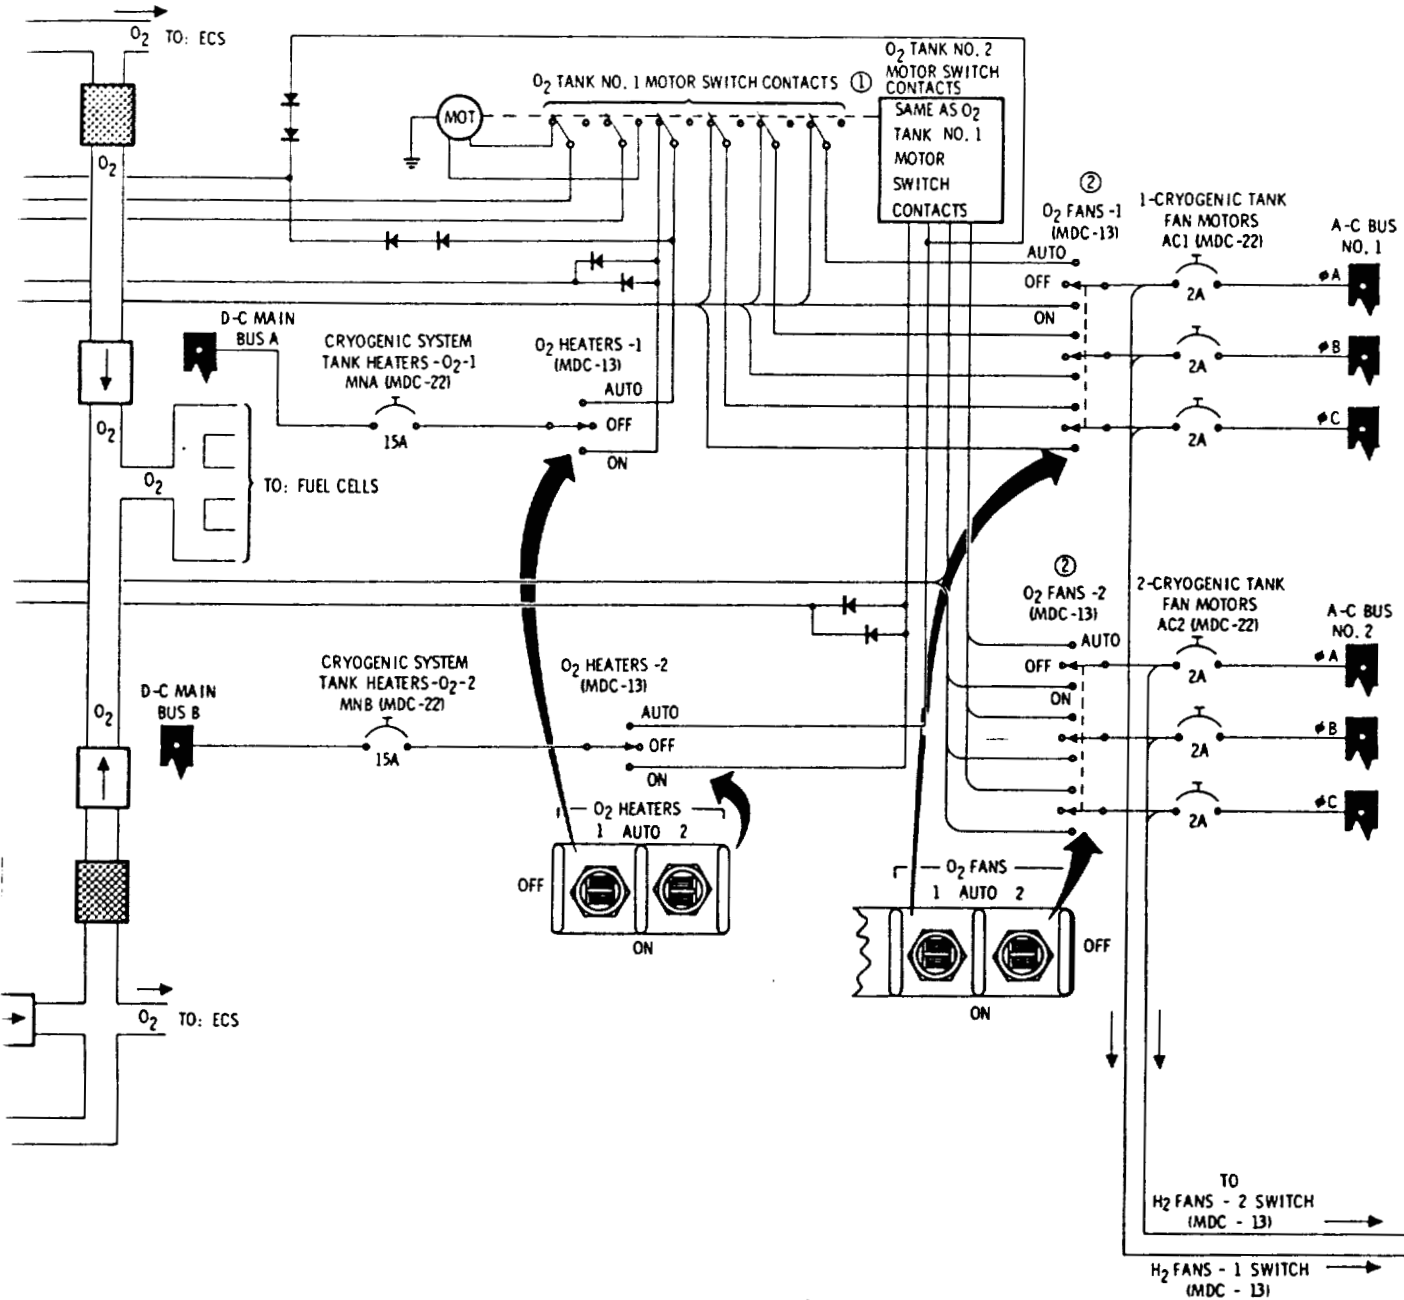 O2 TO: ECS
O2 TANK NO. 2
MOTOR SWITCH
CONTACTS
O2 TANK NO. 1 MOTOR SWITCH CONTACTS 1
MOT
SAME AS O2
TANK NO. 1
MOTOR
SWITCH
CONTACTS
O2
2
O2 FANS -1
(MDC-13)
AUTO
OFF
ON
1-CRYOGENIC TANK
FAN MOTORS
AC1 (MDC-22)
2A
2A
2A
A-C BUS
NO. 1
φA
φB
φC
D-C MAIN
BUS A
CRYOGENIC SYSTEM
TANK HEATERS-O2-1
MNA (MDC-22)
15A
O2 HEATERS -1
(MDC-13)
AUTO
OFF
ON
O2
O2
TO: FUEL CELLS
2
O2 FANS -2
(MDC-13)
AUTO
OFF
ON
2-CRYOGENIC TANK
FAN MOTORS
AC2 (MDC-22)
2A
2A
2A
A-C BUS
NO. 2
φA
φB
φC
D-C MAIN
BUS B
CRYOGENIC SYSTEM
TANK HEATERS-O2-2
MNB (MDC-22)
15A
O2 HEATERS -2
(MDC-13)
AUTO
OFF
ON
O2
O2 HEATERS
1 AUTO 2
OFF
ON
O2 FANS
1 AUTO 2
OFF
ON
O2 TO: ECS
TO
H2 FANS - 2 SWITCH
(MDC - 13)
H2 FANS - 1 SWITCH
(MDC - 13)